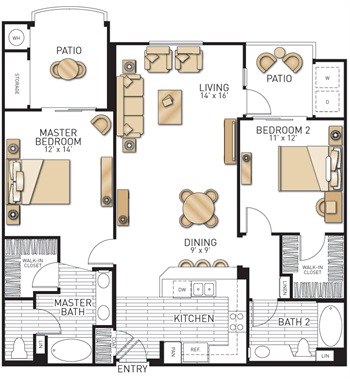 WH
PATIO
STORAGE
LIVING
14' x 16'
PATIO
W
D
MASTER
BEDROOM
12' x 14'
BEDROOM 2
11' x 12'
DINING
9' x 9'
WALK-IN
CLOSET
WALK-IN
CLOSET
LIN
MASTER
BATH
DW
KITCHEN
BATH 2
LIN
LIN
PAN
REF.
ENTRY